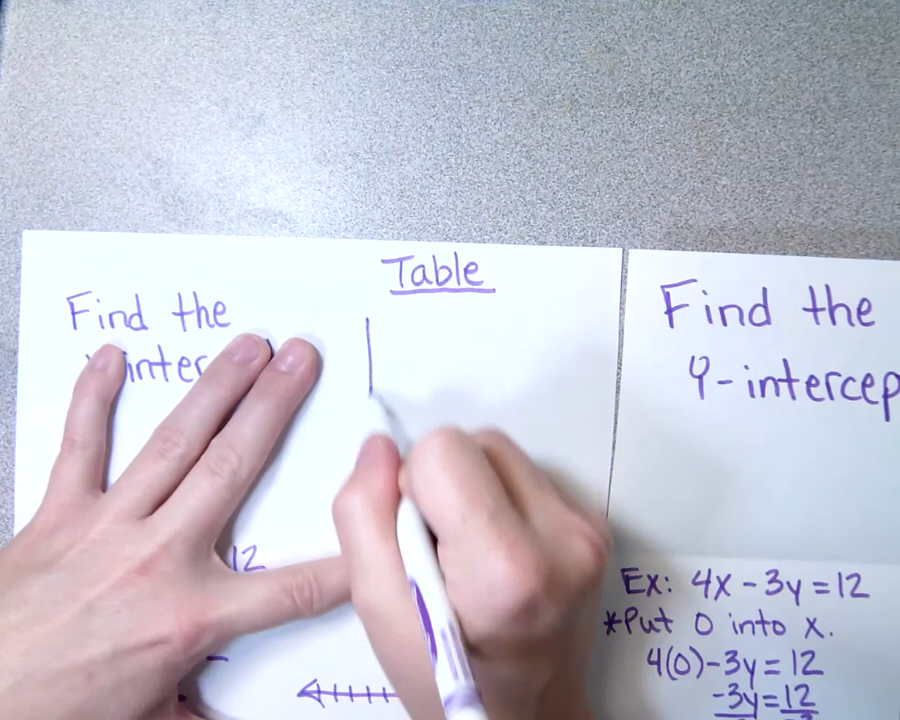 Table
Find the
inter
12
Find the
Y-intercep
Ex: 4x - 3y = 12
*Put 0 into x.
4(0) - 3y = 12
-3y = 12